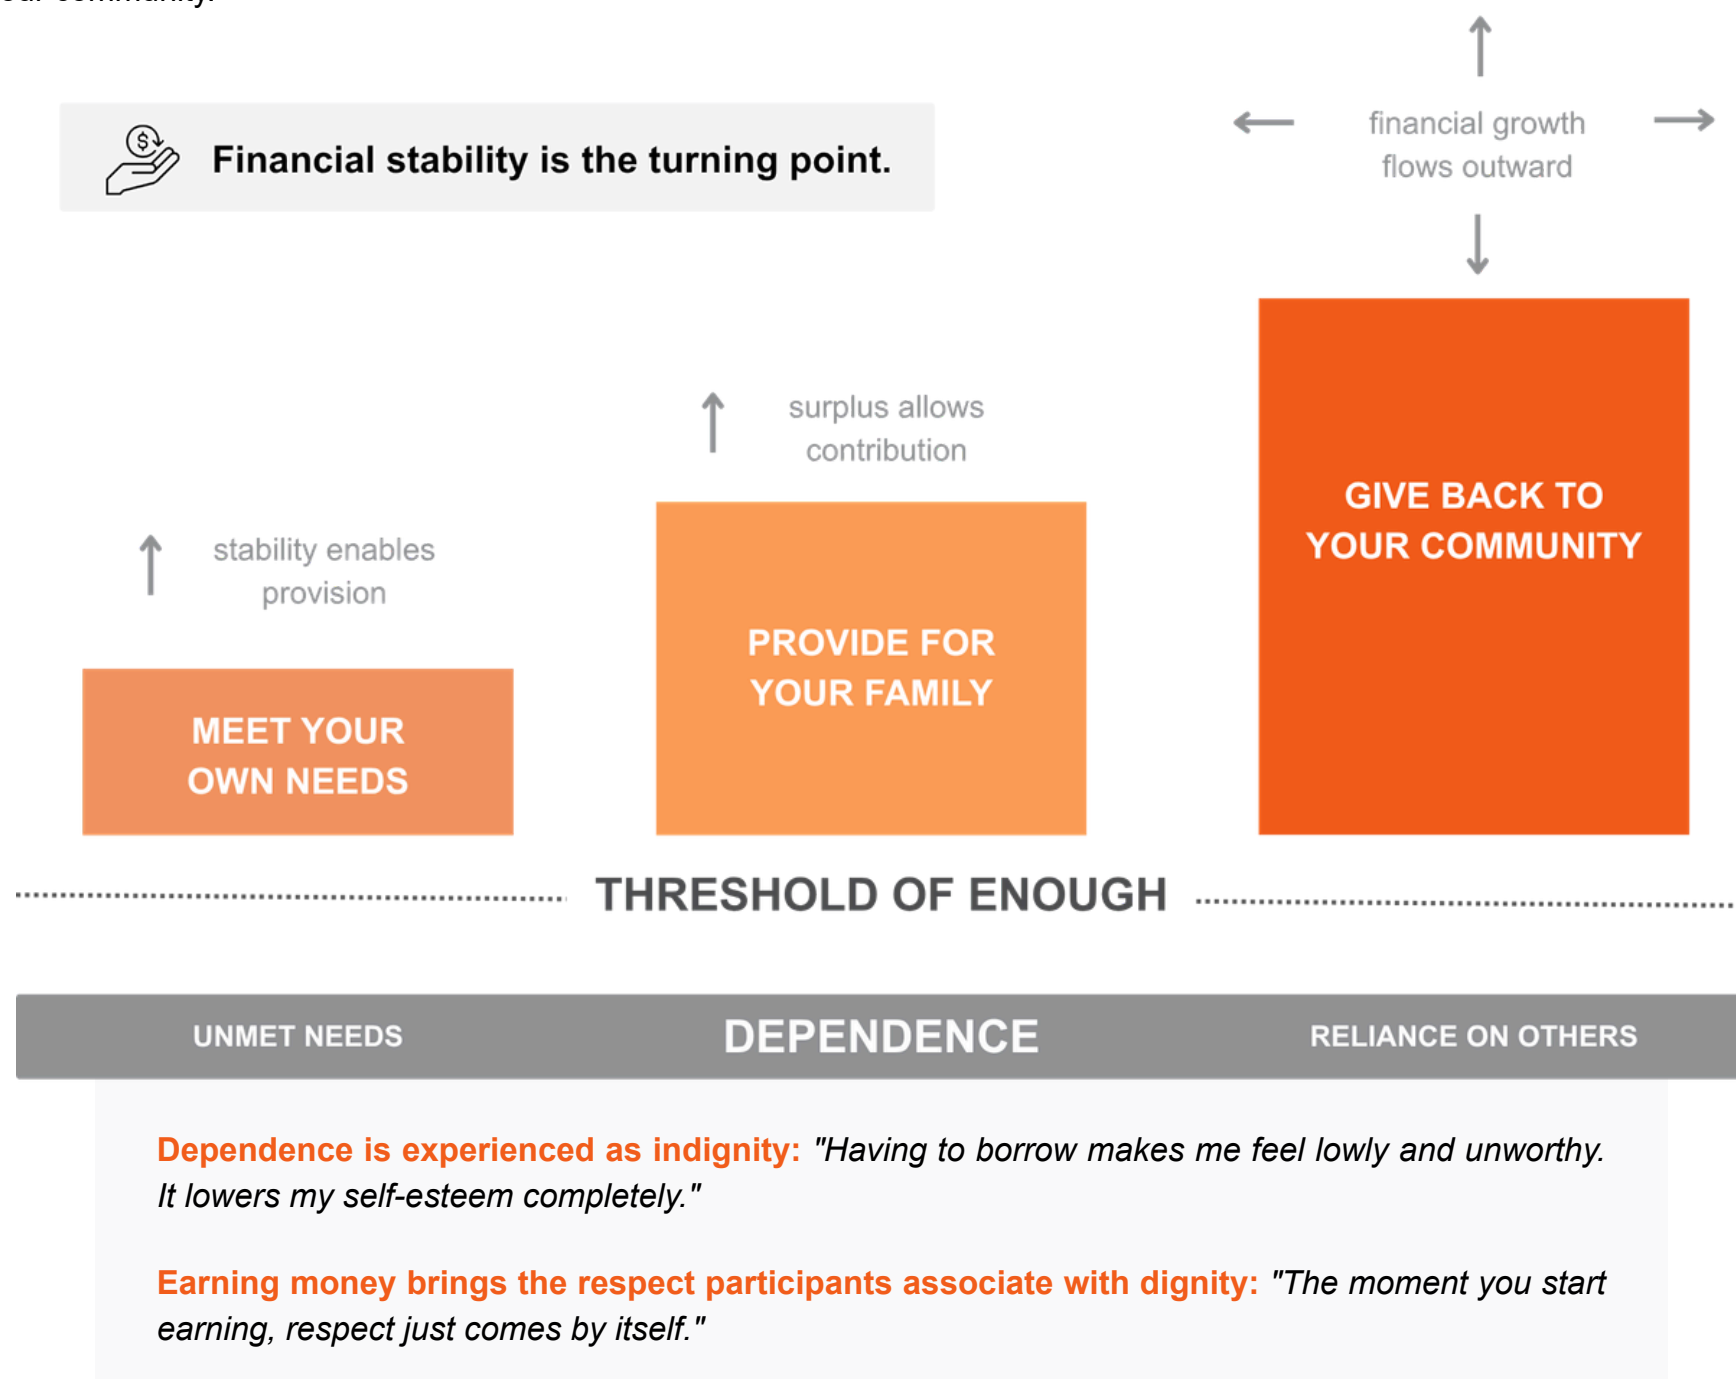 our community.
Financial stability is the turning point.
financial growth
flows outward
surplus allows
contribution
stability enables
provision
GIVE BACK TO
YOUR COMMUNITY
PROVIDE FOR
YOUR FAMILY
MEET YOUR
OWN NEEDS
THRESHOLD OF ENOUGH
UNMET NEEDS
DEPENDENCE
RELIANCE ON OTHERS
Dependence is experienced as indignity: "Having to borrow makes me feel lowly and unworthy.
It lowers my self-esteem completely."
Earning money brings the respect participants associate with dignity: "The moment you start
earning, respect just comes by itself."